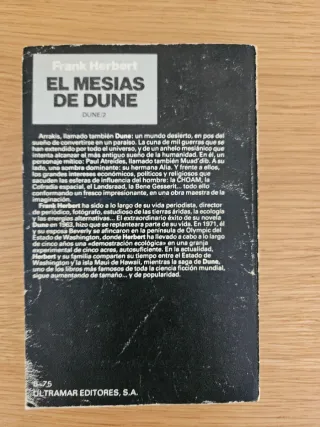 Frank Herbert
EL MESIAS
DE DUNE
DUNE/2
Arrakis, llamado también Dune: un mundo desierto, en pos del
sueño de convertirse en un paraíso. La cuna de mil guerras que se
han extendido por todo el universo, y de un anhelo mesiánico que
intenta alcanzar el más antiguo sueño de la humanidad. En él, un
personaje mítico: Paul Atreides, llamado también Muad'dib. A su
lado, una sombra dominante: su hermana Alia. Y frente a ellos,
los grandes intereses económicos, políticos y religiosos que
sacuden las esferas de influencia del hombre: la CHOAM, la
Cofradía espacial, el Landsraad, la Bene Gesserit... todo ello
conformando un fresco impresionante, en una obra maestra de la
imaginación.
Frank Herbert ha sido a lo largo de su vida periodista, director
de periódico, fotógrafo, estudioso de las tierras áridas, la ecología
y las energías alternativas... El extraordinario éxito de su novela
Dune en 1963, hizo que se replanteara parte de su vida. En 1971, él
y su esposa Beverly se afincaron en la península de Olympic del
Estado de Washington, donde Herbert ha llevado a cabo a lo largo
de cinco años una «demostración ecológica» en una granja
experimental de cinco acres, autosuficiente. En la actualidad,
Herbert y su familia comparten su tiempo entre el Estado de
Washington y la isla Maui de Hawaii, mientras la saga de Dune,
uno de los libros más famosos de toda la ciencia ficción mundial,
sigue aumentando de tamaño... y de popularidad.
B-75
ULTRAMAR EDITORES, S.A.